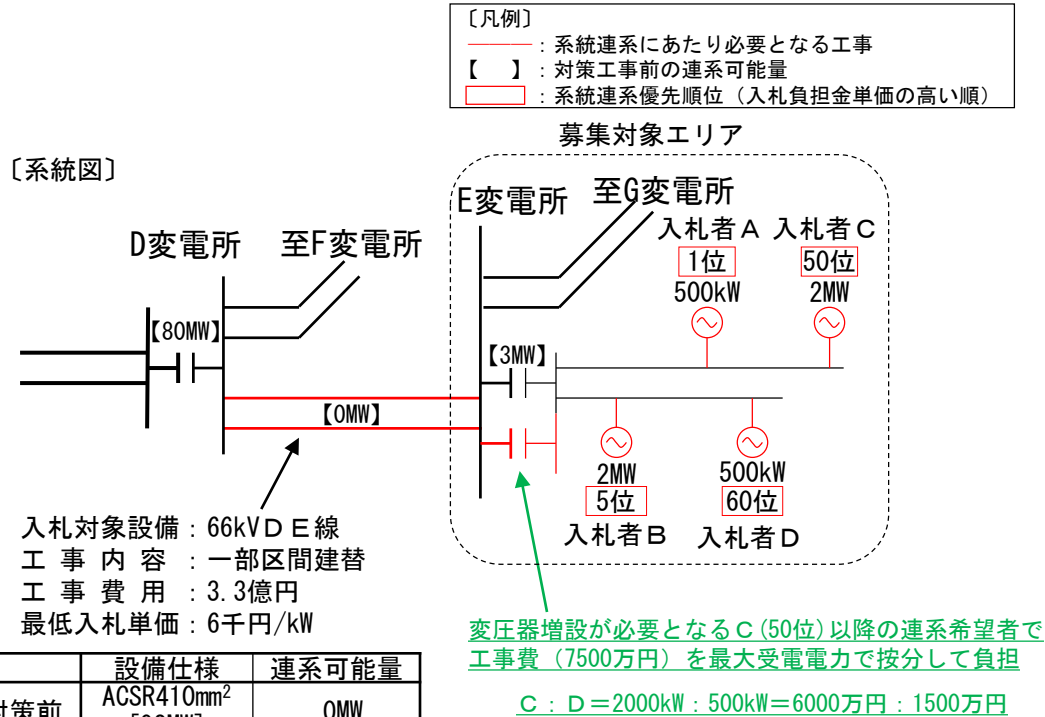 〔凡例〕
：系統連系にあたり必要となる工事
【　】：対策工事前の連系可能量
：系統連系優先順位（入札負担金単価の高い順）
募集対象エリア
〔系統図〕
E変電所
至G変電所
D変電所
至F変電所
入札者A
入札者C
1位
50位
500kW
2MW
【80MW】
【3MW】
【0MW】
2MW
500kW
5位
60位
入札者B
入札者D
入札対象設備：66kVDE線
工事内容：一部区間建替
工事費用：3.3億円
最低入札単価：6千円/kW
変圧器増設が必要となるC(50位)以降の連系希望者で
工事費（7500万円）を最大受電電力で按分して負担
C：D＝2000kW：500kW＝6000万円：1500万円
設備仕様
連系可能量
ACSR410mm²
0MW